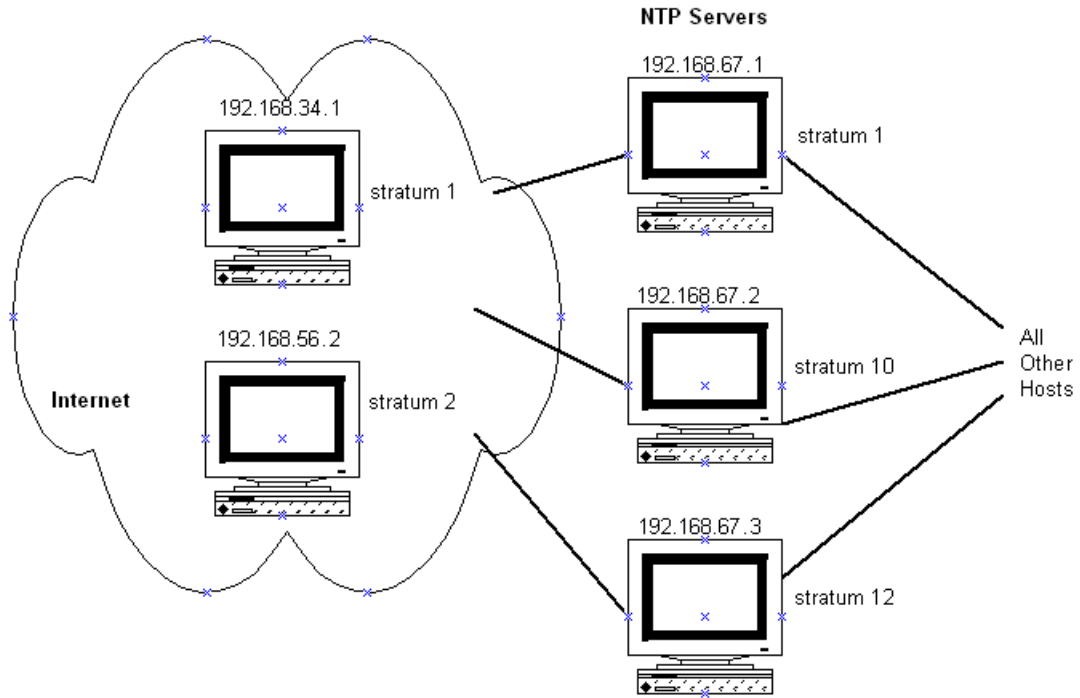 NTP Servers
192.168.67.1
stratum 1
192.168.34.1
stratum 1
192.168.67.2
stratum 10
192.168.56.2
stratum 2
Internet
All
Other
Hosts
192.168.67.3
stratum 12